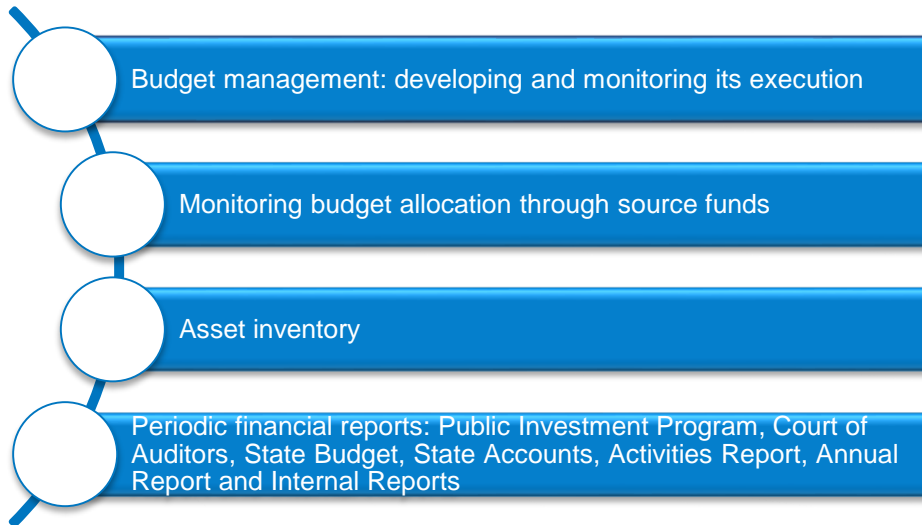 Budget management: developing and monitoring its execution
Monitoring budget allocation through source funds
Asset inventory
Periodic financial reports: Public Investment Program, Court of
Auditors, State Budget, State Accounts, Activities Report, Annual
Report and Internal Reports